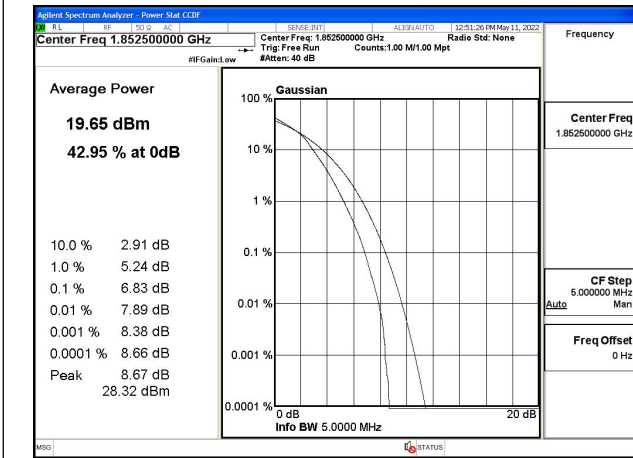 Agilent Spectrum Analyzer - Power Stat CCDF
RL RF 50 Ω AC SENSE:INT ALIGN AUTO 12:51:26 PM May 11, 2022
Center Freq 1.852500000 GHz
Center Freq: 1.852500000 GHz Radio Std: None
Trig: Free Run Counts:1.00 M/1.00 Mpt
#IFGain:Low #Atten: 40 dB
Frequency
Average Power
19.65 dBm
42.95 % at 0dB
10.0 % 2.91 dB
1.0 % 5.24 dB
0.1 % 6.83 dB
0.01 % 7.89 dB
0.001 % 8.38 dB
0.0001 % 8.66 dB
Peak 8.67 dB
28.32 dBm
Gaussian
100 %
10 %
1 %
0.1 %
0.01 %
0.001 %
0.0001 %
0 dB 20 dB
Info BW 5.0000 MHz
Center Freq
1.852500000 GHz
CF Step
5.000000 MHz
Auto Man
Freq Offset
0 Hz
MSG STATUS